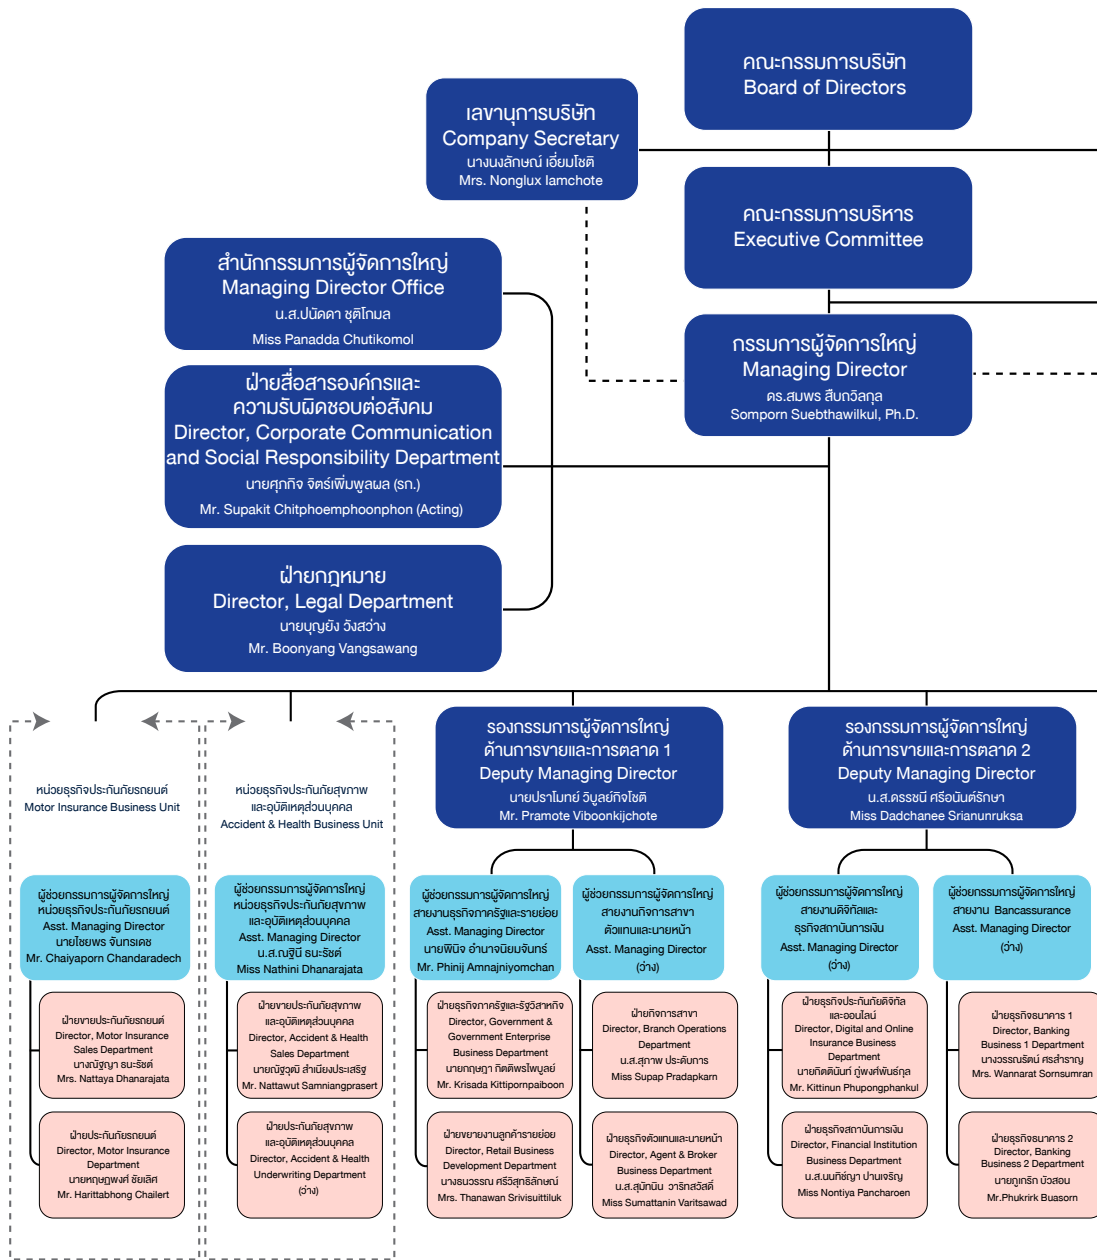 คณะกรรมการบริษัท
Board of Directors
เลขานุการบริษัท
Company Secretary
นางนงลักษณ์ เอี่ยมโชติ
Mrs. Nonglux Iamchote
คณะกรรมการบริหาร
Executive Committee
สำนักกรรมการผู้จัดการใหญ่
Managing Director Office
น.ส.ปนัดดา ชุติโกมล
Miss Panadda Chutikomol
กรรมการผู้จัดการใหญ่
Managing Director
ดร.สมพร สืบถวิลกุล
Somporn Suebthawilkul, Ph.D.
ฝ่ายสื่อสารองค์กรและ
ความรับผิดชอบต่อสังคม
Director, Corporate Communication
and Social Responsibility Department
นายศุภกิจ จิตร์เพิ่มพูลผล (รก.)
Mr. Supakit Chitphoemphoonphon (Acting)
ฝ่ายกฎหมาย
Director, Legal Department
นายบุญยัง วังสว่าง
Mr. Boonyang Vangsawang
หน่วยธุรกิจประกันภัยรถยนต์
Motor Insurance Business Unit
หน่วยธุรกิจประกันภัยสุขภาพ
และอุบัติเหตุส่วนบุคคล
Accident & Health Business Unit
รองกรรมการผู้จัดการใหญ่
ด้านการขายและการตลาด 1
Deputy Managing Director
นายปราโมทย์ วิบูลย์กิจโชติ
Mr. Pramote Viboonkijchote
รองกรรมการผู้จัดการใหญ่
ด้านการขายและการตลาด 2
Deputy Managing Director
น.ส.ดรรชนี ศรีอนันต์รักษา
Miss Dadchanee Srianunruksa
ผู้ช่วยกรรมการผู้จัดการใหญ่
หน่วยธุรกิจประกันภัยรถยนต์
Asst. Managing Director
นายไชยพร จันทรเดช
Mr. Chaiyaporn Chandaradech
ผู้ช่วยกรรมการผู้จัดการใหญ่
หน่วยธุรกิจประกันภัยสุขภาพ
และอุบัติเหตุส่วนบุคคล
Asst. Managing Director
น.ส.ณฐินี ธนะรัชต์
Miss Nathini Dhanarajata
ผู้ช่วยกรรมการผู้จัดการใหญ่
สายงานธุรกิจภาครัฐและรายย่อย
Asst. Managing Director
นายพินิจ อำนาจนิยมจันทร์
Mr. Phinij Amnajniyomchan
ผู้ช่วยกรรมการผู้จัดการใหญ่
สายงานกิจการสาขา
ตัวแทนและนายหน้า
Asst. Managing Director
(ว่าง)
ผู้ช่วยกรรมการผู้จัดการใหญ่
สายงานดิจิทัลและ
ธุรกิจสถาบันการเงิน
Asst. Managing Director
(ว่าง)
ผู้ช่วยกรรมการผู้จัดการใหญ่
สายงาน Bancassurance
Asst. Managing Director
(ว่าง)
ฝ่ายขายประกันภัยรถยนต์
Director, Motor Insurance
Sales Department
นางณัฐญา ธนะรัชต์
Mrs. Nattaya Dhanarajata
ฝ่ายขายประกันภัยสุขภาพ
และอุบัติเหตุส่วนบุคคล
Director, Accident & Health
Sales Department
นายณัฐวุฒิ สำเนียงประเสริฐ
Mr. Nattawut Samniangprasert
ฝ่ายธุรกิจภาครัฐและรัฐวิสาหกิจ
Director, Government &
Government Enterprise
Business Department
นายกฤษฎา กิตติพรไพบูลย์
Mr. Krisada Kittipornpaiboon
ฝ่ายกิจการสาขา
Director, Branch Operations
Department
น.ส.สุภาพ ประดับการ
Miss Supap Pradapkarn
ฝ่ายธุรกิจประกันภัยดิจิทัล
และออนไลน์
Director, Digital and Online
Insurance Business
Department
นายกิตตินันท์ ภู่พงศ์พันธ์กุล
Mr. Kittinun Phupongphankul
ฝ่ายธุรกิจธนาคาร 1
Director, Banking
Business 1 Department
นางวรรณรัตน์ ศรสำราญ
Mrs. Wannarat Sornsumran
ฝ่ายประกันภัยรถยนต์
Director, Motor Insurance
Department
นายหฤษฎพงศ์ ชัยเลิศ
Mr. Harittabhong Chailert
ฝ่ายประกันภัยสุขภาพ
และอุบัติเหตุส่วนบุคคล
Director, Accident & Health
Underwriting Department
(ว่าง)
ฝ่ายขยายงานลูกค้ารายย่อย
Director, Retail Business
Development Department
นางธนวรรณ ศรีวิสุทธิลักษณ์
Mrs. Thanawan Srivisuittiluk
ฝ่ายธุรกิจตัวแทนและนายหน้า
Director, Agent & Broker
Business Department
น.ส.สุมัทนิน วาริทสวัสดิ์
Miss Sumattanin Varitsawad
ฝ่ายธุรกิจสถาบันการเงิน
Director, Financial Institution
Business Department
น.ส.นนทิชญา ปานเจริญ
Miss Nontiya Pancharoen
ฝ่ายธุรกิจธนาคาร 2
Director, Banking
Business 2 Department
นายภูเกริก บัวสอน
Mr.Phukrirk Buasorn